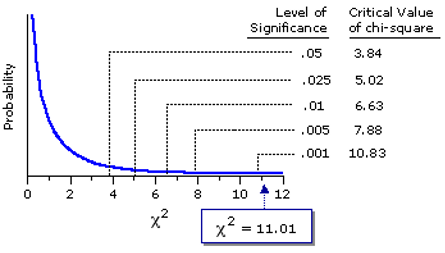 Level of Significance Critical Value of chi-square
.05 3.84
.025 5.02
.01 6.63
.005 7.88
.001 10.83
Probability
0 2 4 6 8 10 12
χ²
χ² = 11.01